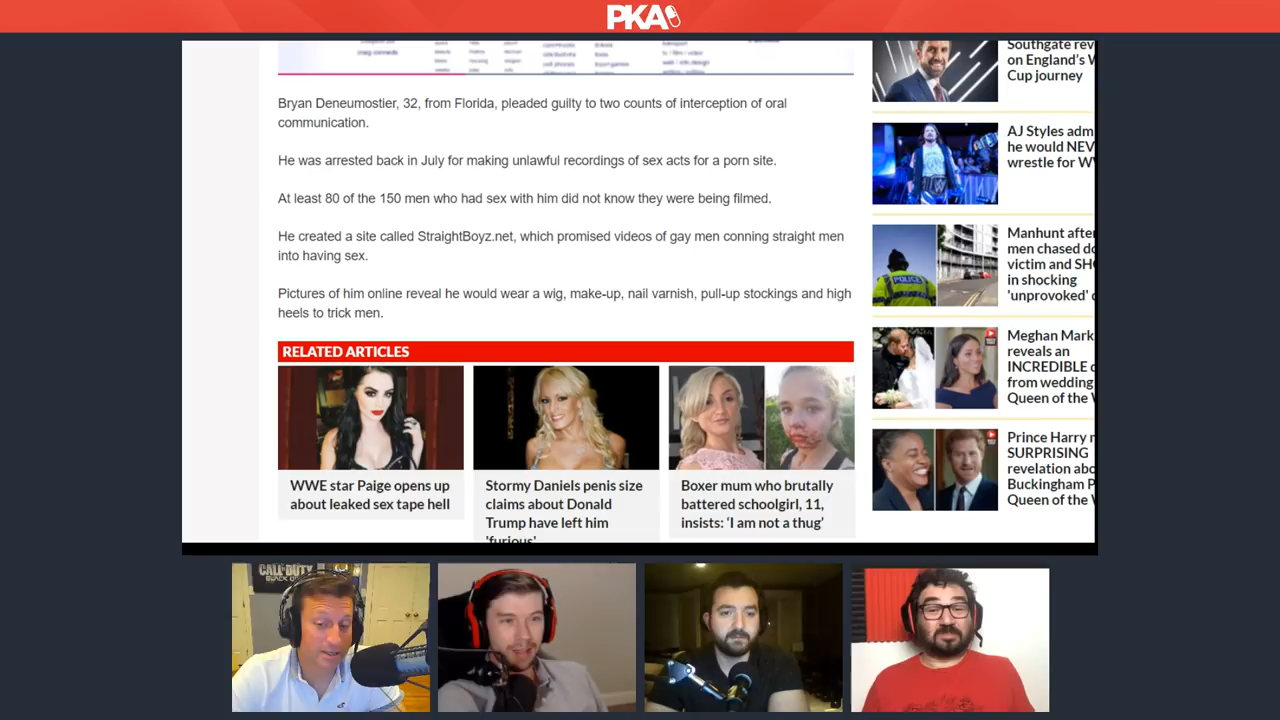 PKA
Bryan Deneumostier, 32, from Florida, pleaded guilty to two counts of interception of oral
communication.
He was arrested back in July for making unlawful recordings of sex acts for a porn site.
At least 80 of the 150 men who had sex with him did not know they were being filmed.
He created a site called StraightBoyz.net, which promised videos of gay men conning straight men
into having sex.
Pictures of him online reveal he would wear a wig, make-up, nail varnish, pull-up stockings and high
heels to trick men.
RELATED ARTICLES
WWE star Paige opens up
about leaked sex tape hell
Stormy Daniels penis size
claims about Donald
Trump have left him
'furious'
Boxer mum who brutally
battered schoolgirl, 11,
insists: ‘I am not a thug’
Southgate rev
on England’s W
Cup journey
AJ Styles adm
he would NEV
wrestle for W
Manhunt after
men chased do
victim and SH
in shocking
'unprovoked'
POLICE
Meghan Mark
reveals an
INCREDIBLE
from wedding
Queen of the
Prince Harry
SURPRISING
revelation abo
Buckingham P
Queen of the
CALL OF DUTY
BLACK OPS